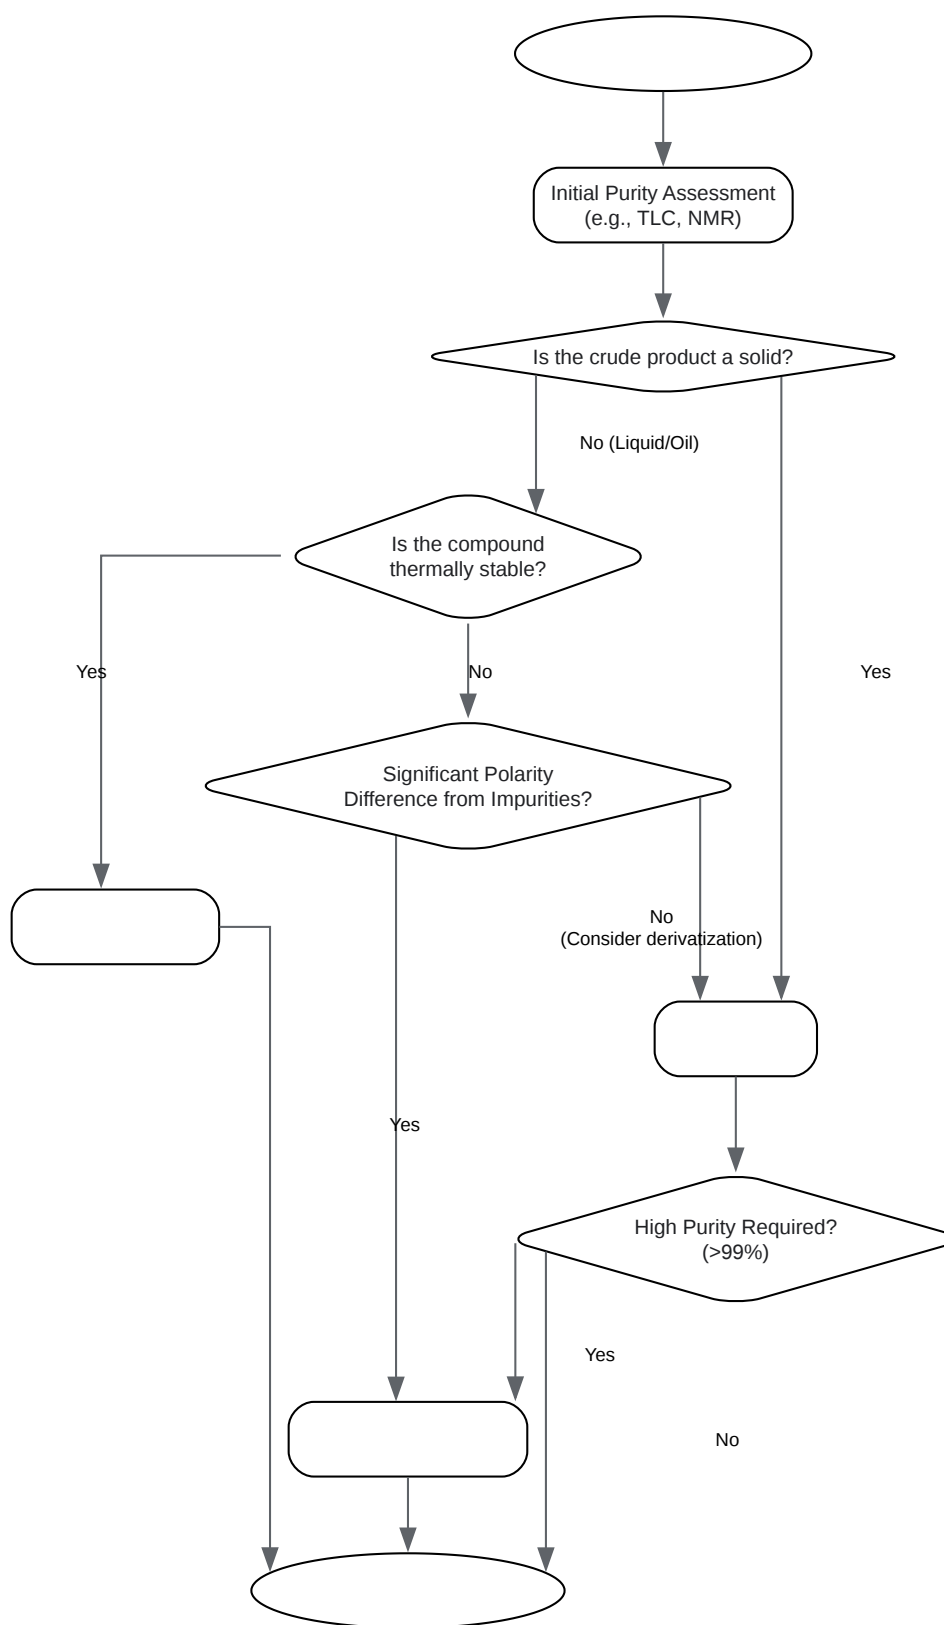 Initial Purity Assessment
(e.g., TLC, NMR)
Is the crude product a solid?
No (Liquid/Oil)
Is the compound
thermally stable?
Yes
No
Yes
Significant Polarity
Difference from Impurities?
No
(Consider derivatization)
Yes
High Purity Required?
(>99%)
Yes
No